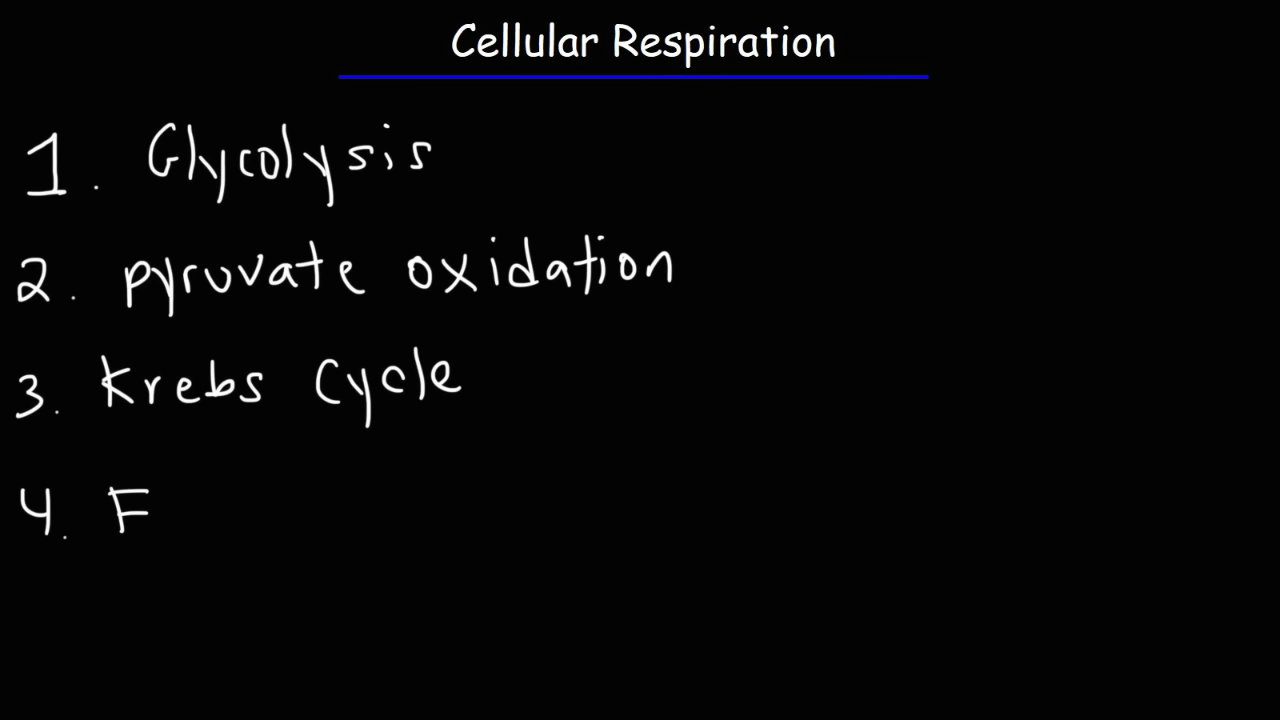 Cellular Respiration
1. Glycolysis
2. pyruvate oxidation
3. Krebs Cycle
4. F